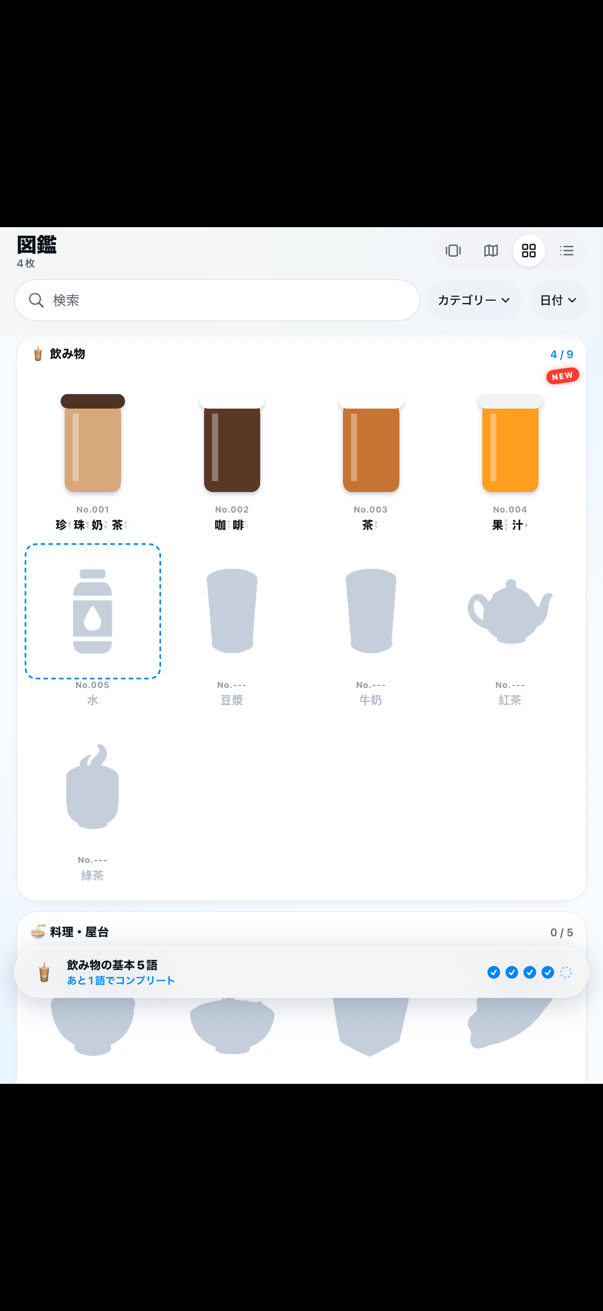 図鑑
4枚
検索
カテゴリー
日付
飲み物
4 / 9
NEW
No.001
珍珠奶茶
No.002
咖啡
No.003
茶
No.004
果汁
No.005
水
No.---
豆漿
No.---
牛奶
No.---
紅茶
No.---
綠茶
料理・屋台
0 / 5
飲み物の基本5語
あと1語でコンプリート